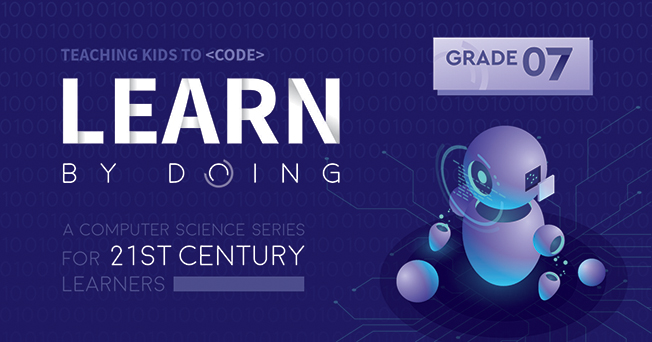 TEACHING KIDS TO <CODE>
GRADE 07
LEARN
BY DOING
A COMPUTER SCIENCE SERIES
FOR 21ST CENTURY
LEARNERS